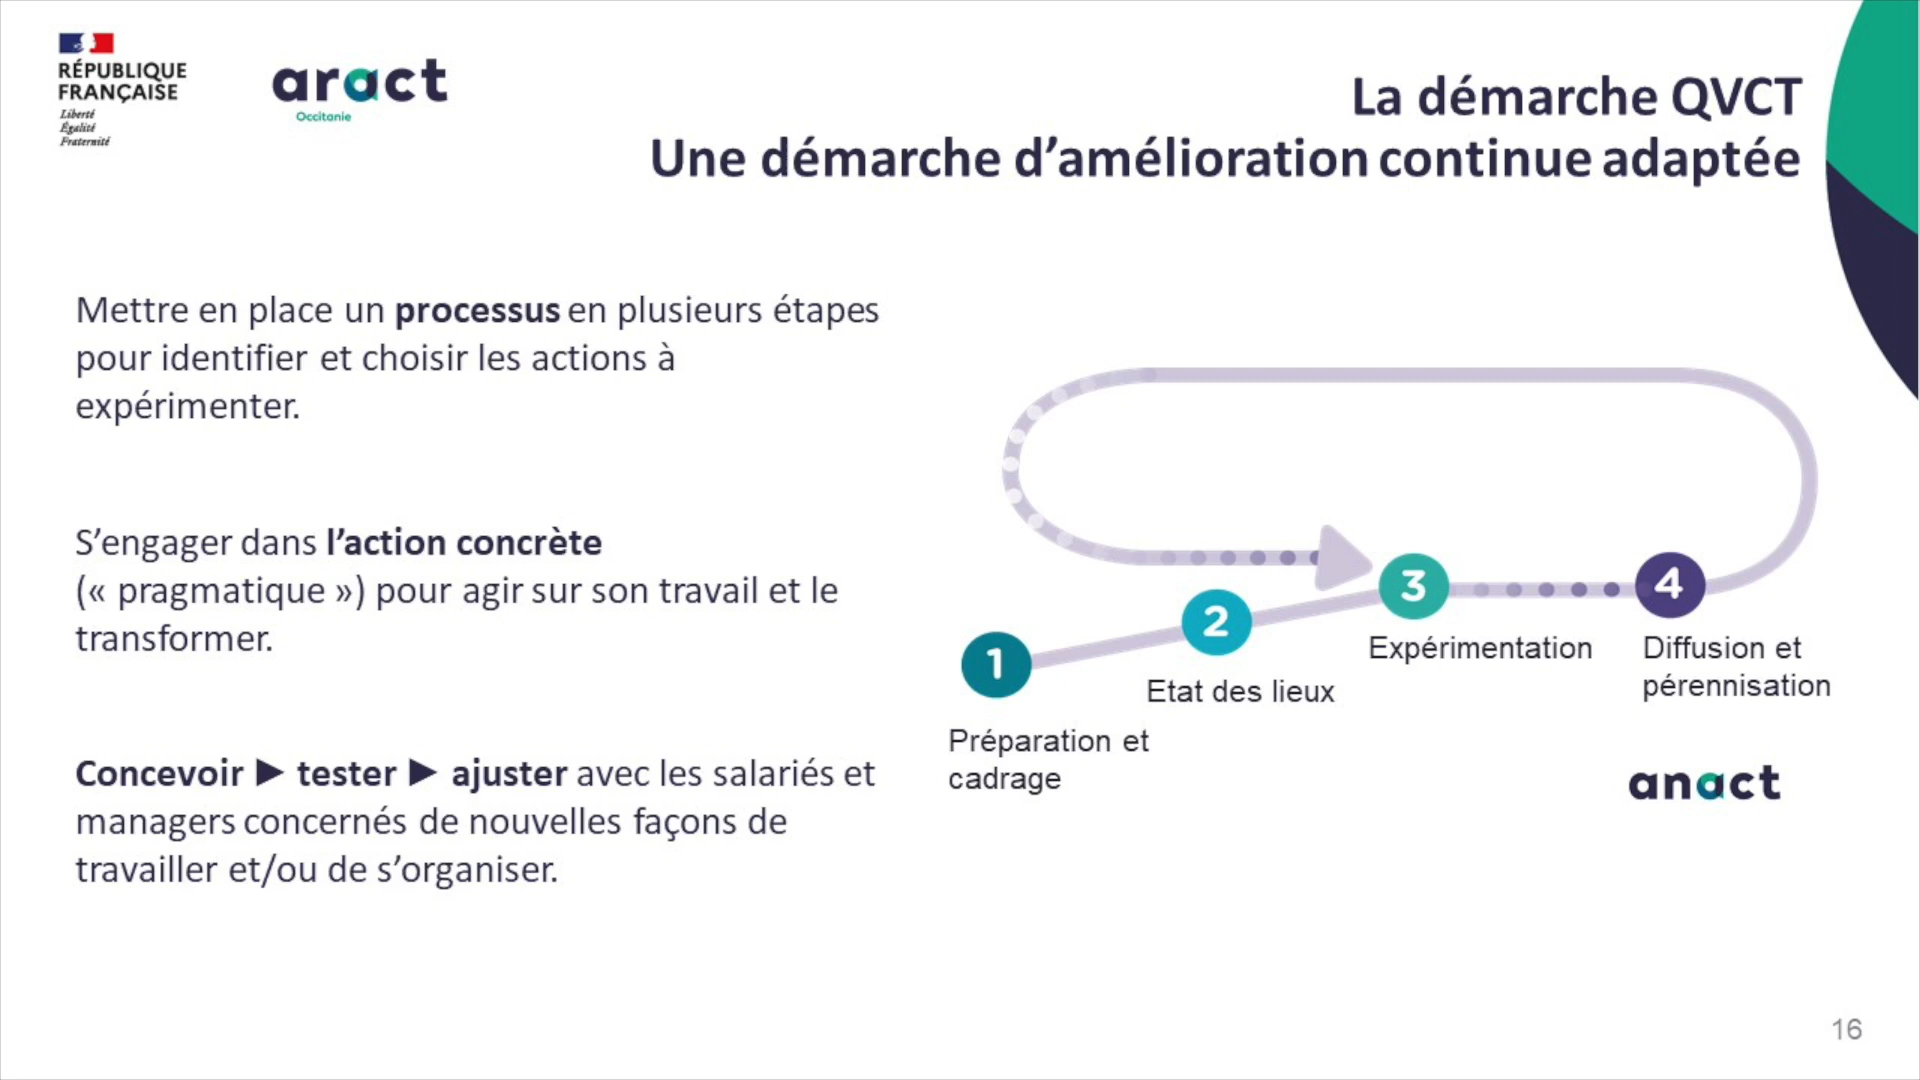 RÉPUBLIQUE
FRANÇAISE
Liberté
Égalité
Fraternité
aract
Occitanie
La démarche QVCT
Une démarche d’amélioration continue adaptée
Mettre en place un processus en plusieurs étapes
pour identifier et choisir les actions à
expérimenter.
S’engager dans l’action concrète
(« pragmatique ») pour agir sur son travail et le
transformer.
Concevoir ► tester ► ajuster avec les salariés et
managers concernés de nouvelles façons de
travailler et/ou de s’organiser.
1
Préparation et
cadrage
2
Etat des lieux
3
Expérimentation
4
Diffusion et
pérennisation
anact
16